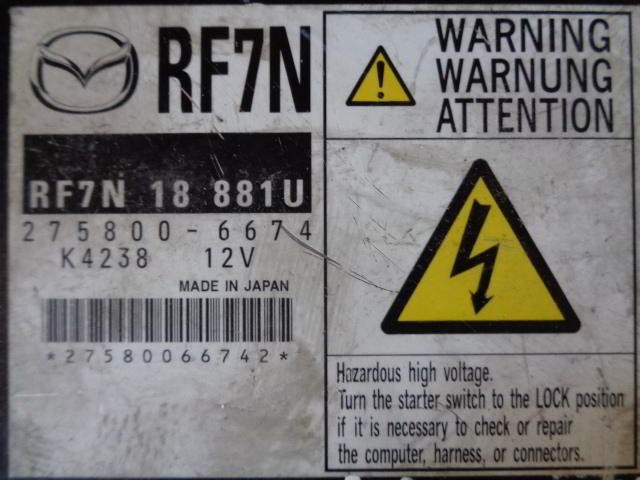 RF7N
RF7N 18 881U
275800-6674
K4238 12V
MADE IN JAPAN
*27580066742*
WARNING
WARNUNG
ATTENTION
Hazardous high voltage.
Turn the starter switch to the LOCK position
if it is necessary to check or repair
the computer, harness, or connectors.